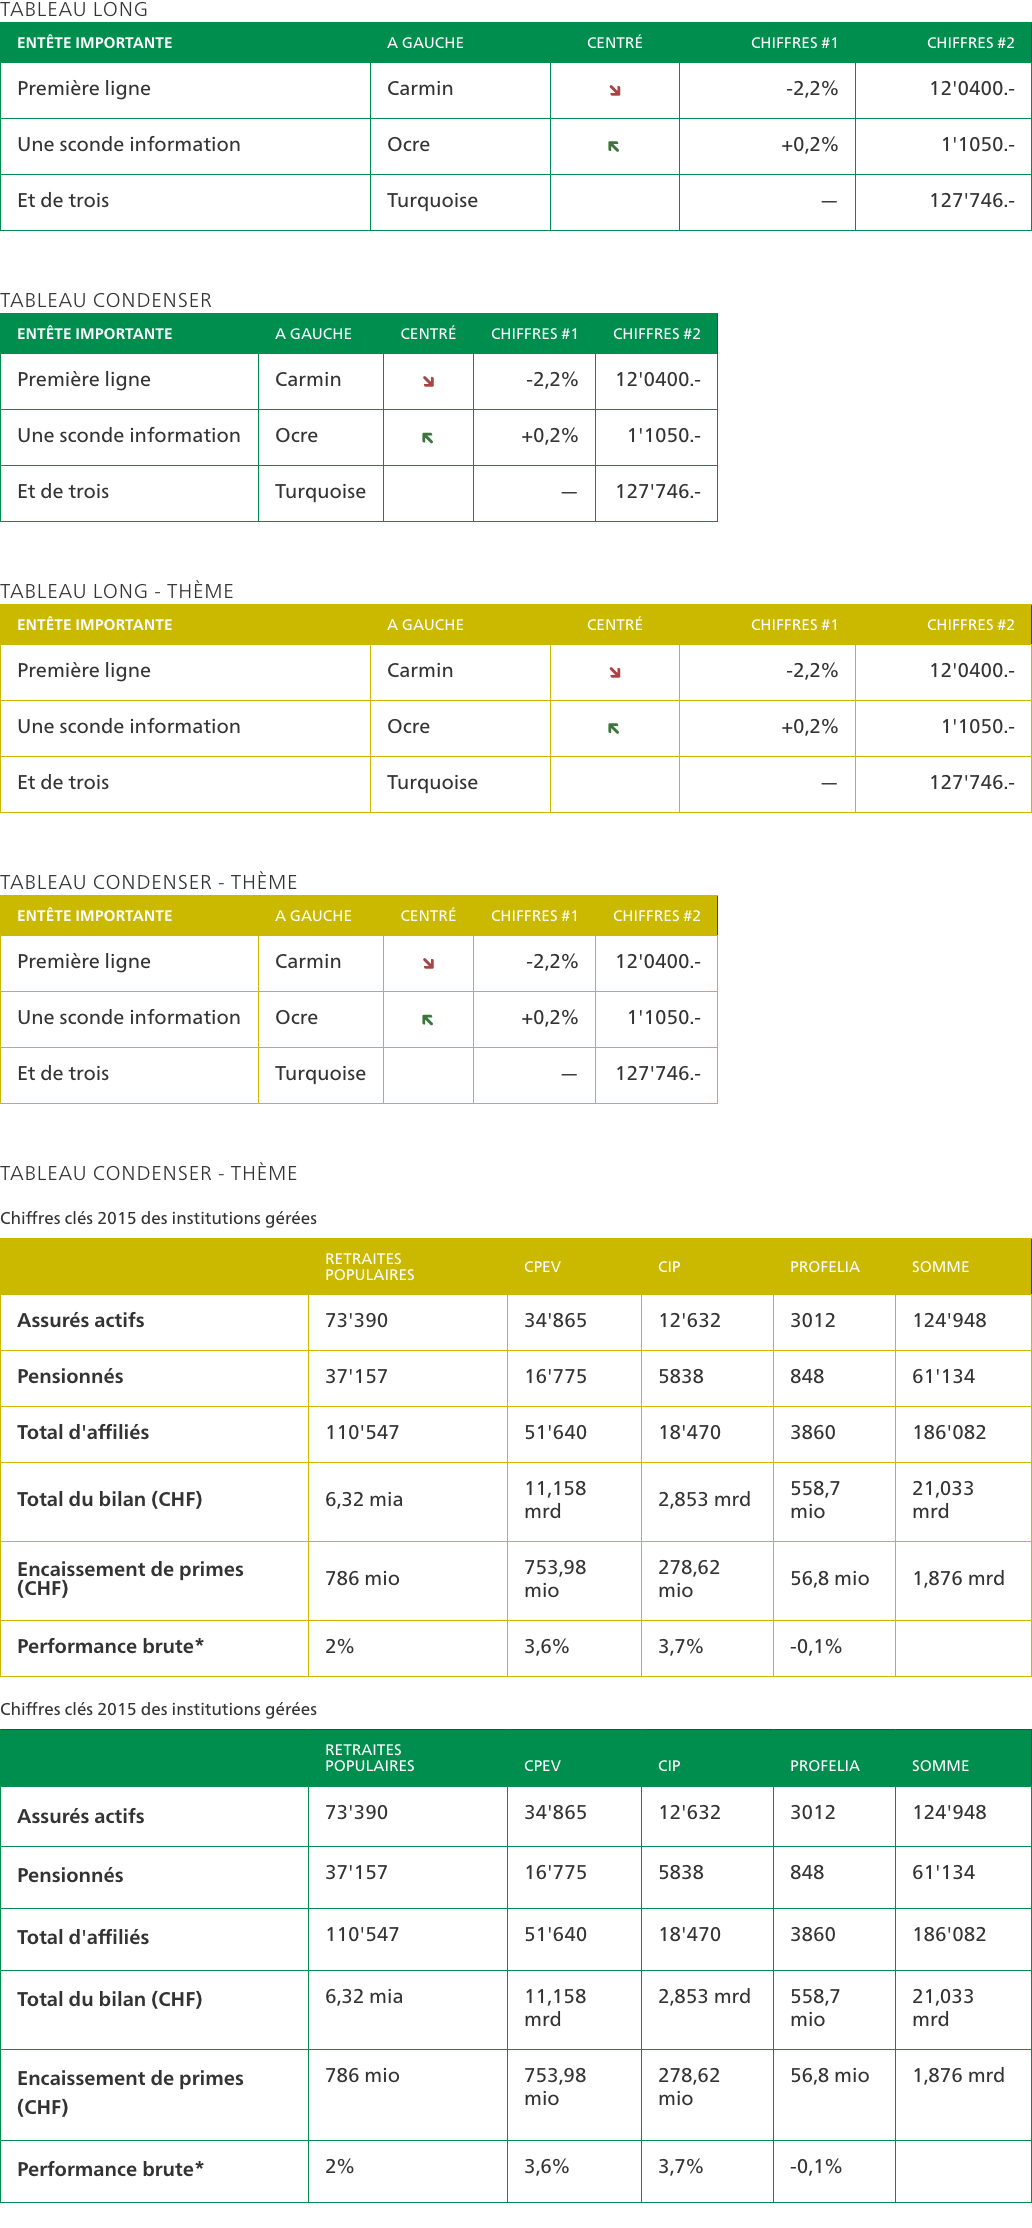 TABLEAU LONG
ENTÊTE IMPORTANTE A GAUCHE CENTRÉ CHIFFRES #1 CHIFFRES #2
Première ligne Carmin -2,2% 12'0400.-
Une sconde information Ocre +0,2% 1'1050.-
Et de trois Turquoise — 127'746.-
TABLEAU CONDENSER
ENTÊTE IMPORTANTE A GAUCHE CENTRÉ CHIFFRES #1 CHIFFRES #2
Première ligne Carmin -2,2% 12'0400.-
Une sconde information Ocre +0,2% 1'1050.-
Et de trois Turquoise — 127'746.-
TABLEAU LONG - THÈME
ENTÊTE IMPORTANTE A GAUCHE CENTRÉ CHIFFRES #1 CHIFFRES #2
Première ligne Carmin -2,2% 12'0400.-
Une sconde information Ocre +0,2% 1'1050.-
Et de trois Turquoise — 127'746.-
TABLEAU CONDENSER - THÈME
ENTÊTE IMPORTANTE A GAUCHE CENTRÉ CHIFFRES #1 CHIFFRES #2
Première ligne Carmin -2,2% 12'0400.-
Une sconde information Ocre +0,2% 1'1050.-
Et de trois Turquoise — 127'746.-
TABLEAU CONDENSER - THÈME
Chiffres clés 2015 des institutions gérées
RETRAITES
POPULAIRES CPEV CIP PROFELIA SOMME
Assurés actifs 73'390 34'865 12'632 3012 124'948
Pensionnés 37'157 16'775 5838 848 61'134
Total d'affiliés 110'547 51'640 18'470 3860 186'082
Total du bilan (CHF) 6,32 mia 11,158 2,853 mrd 558,7 21,033
mrd mio mrd
Encaissement de primes 786 mio 753,98 278,62 56,8 mio 1,876 mrd
(CHF) mio mio
Performance brute* 2% 3,6% 3,7% -0,1%
Chiffres clés 2015 des institutions gérées
RETRAITES
POPULAIRES CPEV CIP PROFELIA SOMME
Assurés actifs 73'390 34'865 12'632 3012 124'948
Pensionnés 37'157 16'775 5838 848 61'134
Total d'affiliés 110'547 51'640 18'470 3860 186'082
Total du bilan (CHF) 6,32 mia 11,158 2,853 mrd 558,7 21,033
mrd mio mrd
Encaissement de primes 786 mio 753,98 278,62 56,8 mio 1,876 mrd
(CHF) mio mio
Performance brute* 2% 3,6% 3,7% -0,1%